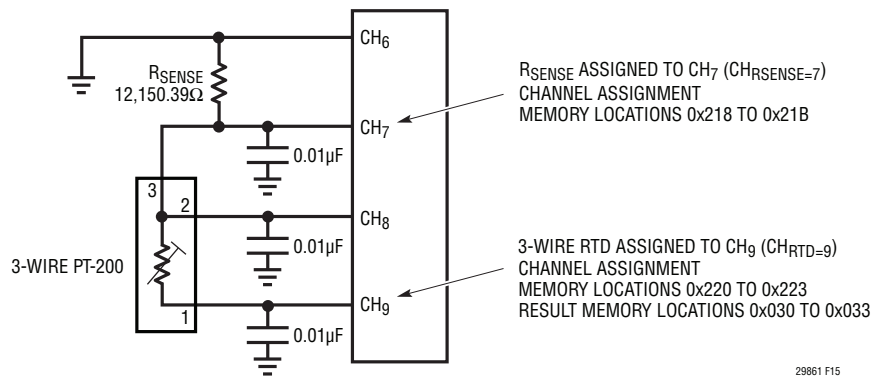 CH6
RSENSE
12,150.39Ω
RSENSE ASSIGNED TO CH7 (CHRSENSE=7)
CHANNEL ASSIGNMENT
MEMORY LOCATIONS 0x218 TO 0x21B
CH7
0.01µF
3
2
CH8
3-WIRE PT-200
0.01µF
3-WIRE RTD ASSIGNED TO CH9 (CHRTD=9)
CHANNEL ASSIGNMENT
MEMORY LOCATIONS 0x220 TO 0x223
RESULT MEMORY LOCATIONS 0x030 TO 0x033
1
CH9
0.01µF
29861 F15